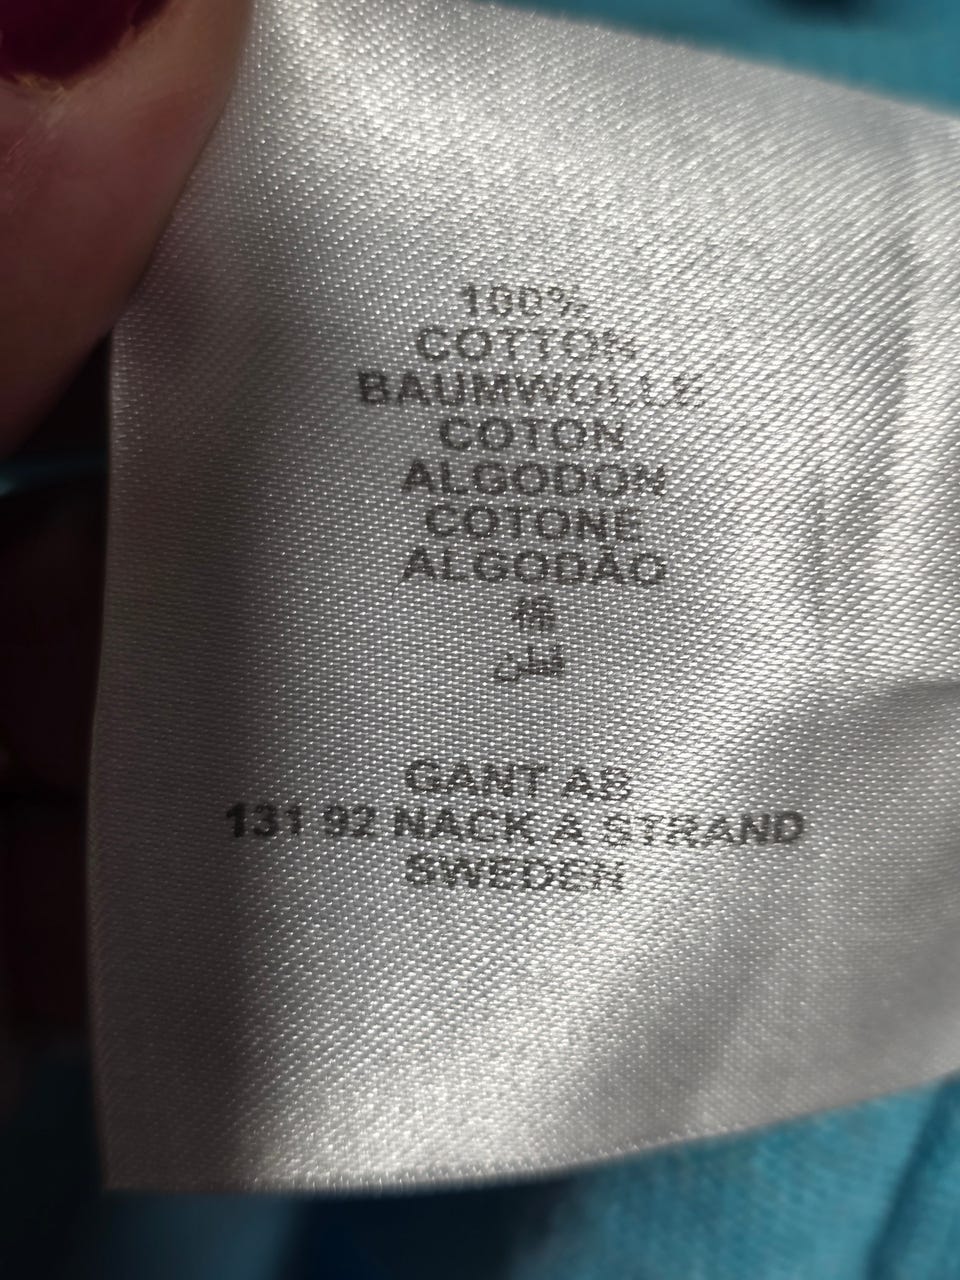 100%
COTTON
BAUMWOLLE
COTON
ALGODON
COTONE
ALGODÃO
棉
قطن
GANT AB
131 92 NACKA STRAND
SWEDEN